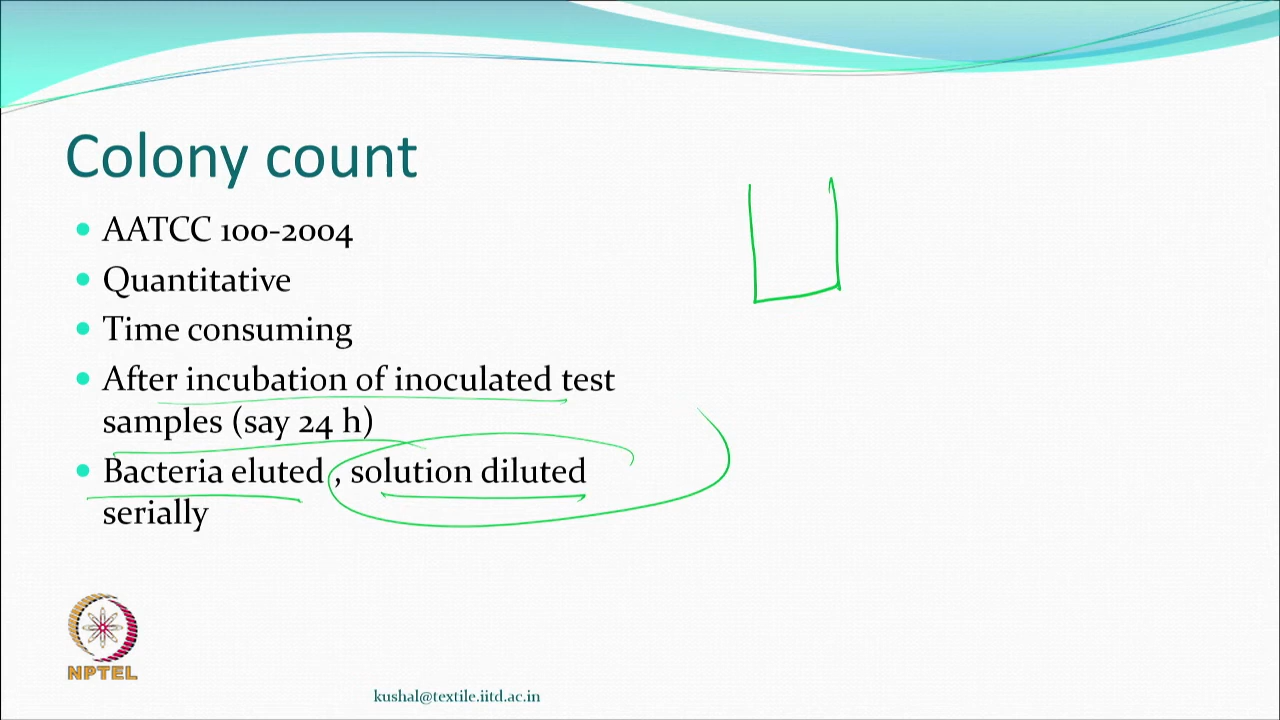 Colony count
AATCC 100-2004
Quantitative
Time consuming
After incubation of inoculated test
samples (say 24 h)
Bacteria eluted , solution diluted
serially
NPTEL
kushal@textile.iitd.ac.in